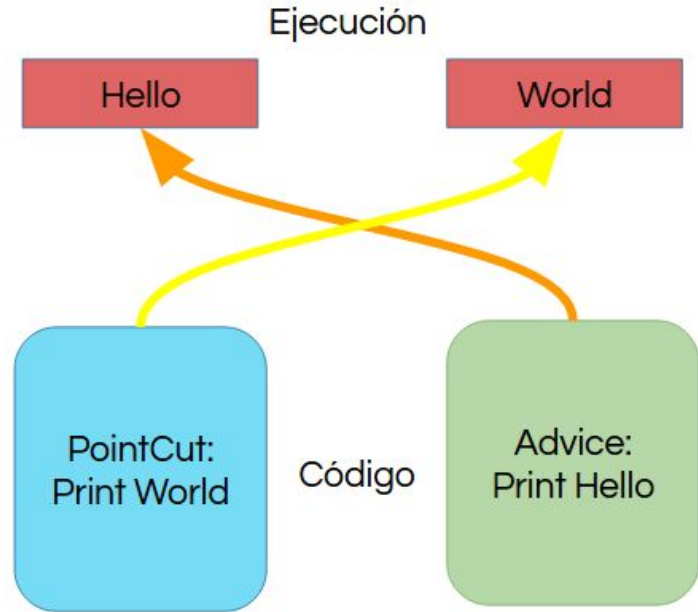 Ejecución
Hello
World
PointCut:
Print World
Código
Advice:
Print Hello